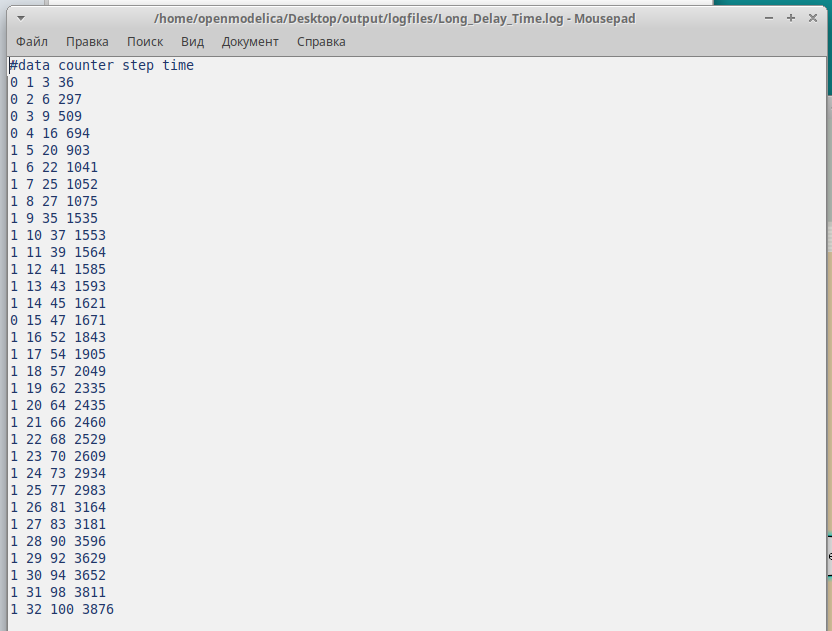 /home/openmodelica/Desktop/output/logfiles/Long_Delay_Time.log - Mousepad
Файл Правка Поиск Вид Документ Справка
#data counter step time
0 1 3 36
0 2 6 297
0 3 9 509
0 4 16 694
1 5 20 903
1 6 22 1041
1 7 25 1052
1 8 27 1075
1 9 35 1535
1 10 37 1553
1 11 39 1564
1 12 41 1585
1 13 43 1593
1 14 45 1621
0 15 47 1671
1 16 52 1843
1 17 54 1905
1 18 57 2049
1 19 62 2335
1 20 64 2435
1 21 66 2460
1 22 68 2529
1 23 70 2609
1 24 73 2934
1 25 77 2983
1 26 81 3164
1 27 83 3181
1 28 90 3596
1 29 92 3629
1 30 94 3652
1 31 98 3811
1 32 100 3876